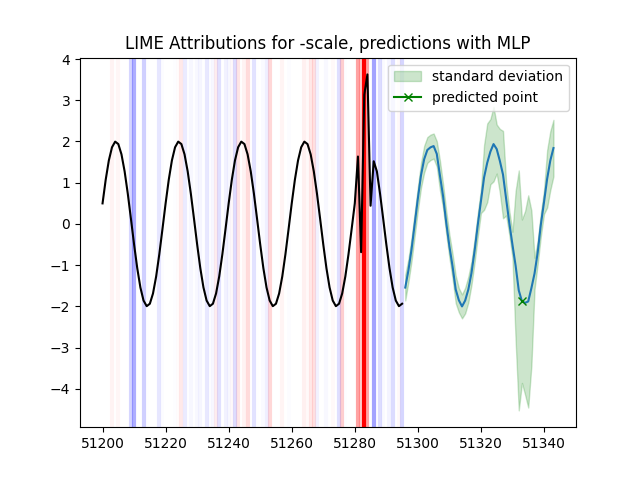 LIME Attributions for -scale, predictions with MLP
4
3
2
1
0
−1
−2
−3
−4
standard deviation
predicted point
51200 51220 51240 51260 51280 51300 51320 51340